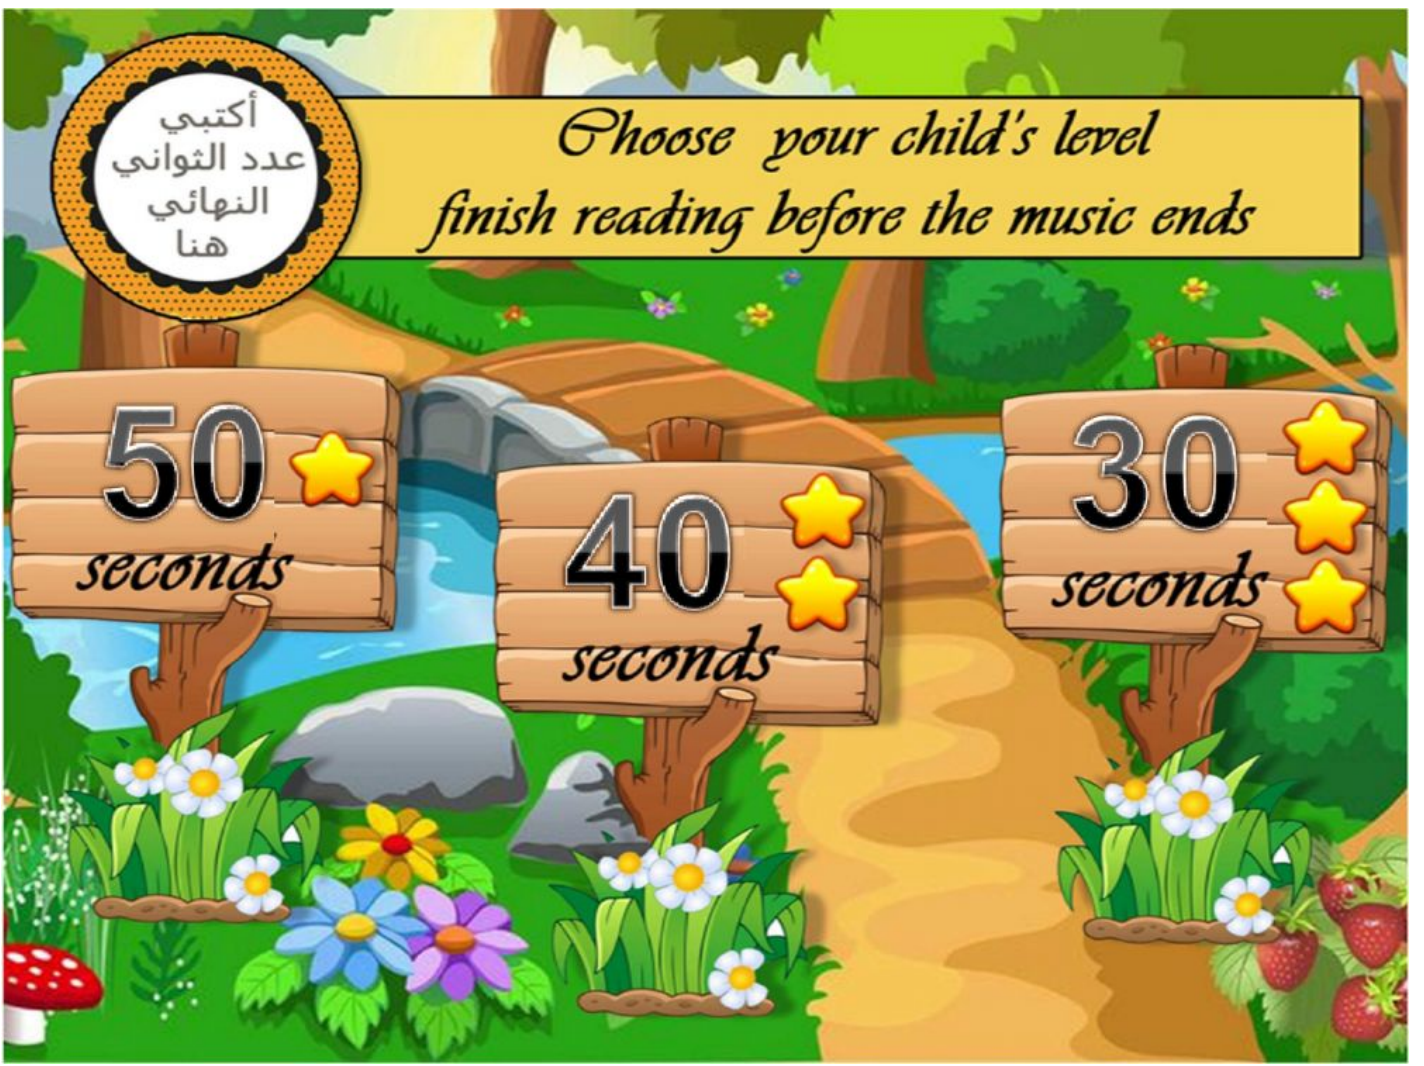 أكتبي
عدد الثواني
النهائي
هنا
Choose your child's level
finish reading before the music ends
50
seconds
40
seconds
30
seconds